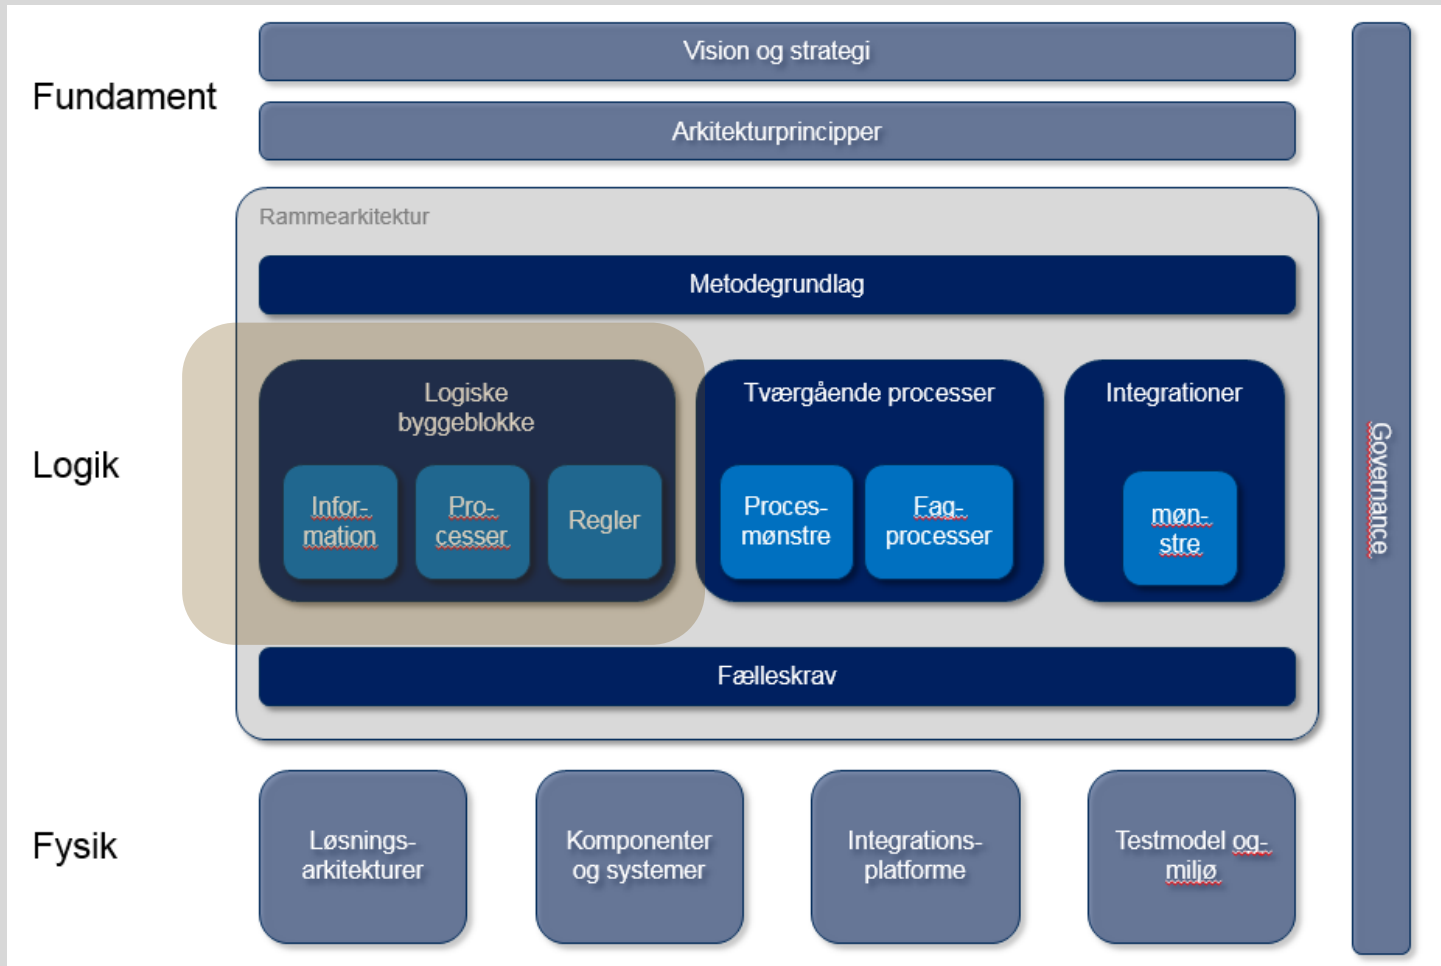 Vision og strategi
Fundament
Arkitekturprincipper
Rammearkitektur
Metodegrundlag
Logik
Logiske
byggeblokke
Infor-
mation
Pro-
cesser
Regler
Tværgående processer
Proces-
mønstre
Fag-
processer
Integrationer
møn-
stre
Fælleskrav
Fysik
Løsnings-
arkitekturer
Komponenter
og systemer
Integrations-
platforme
Testmodel og-
miljø
Governance